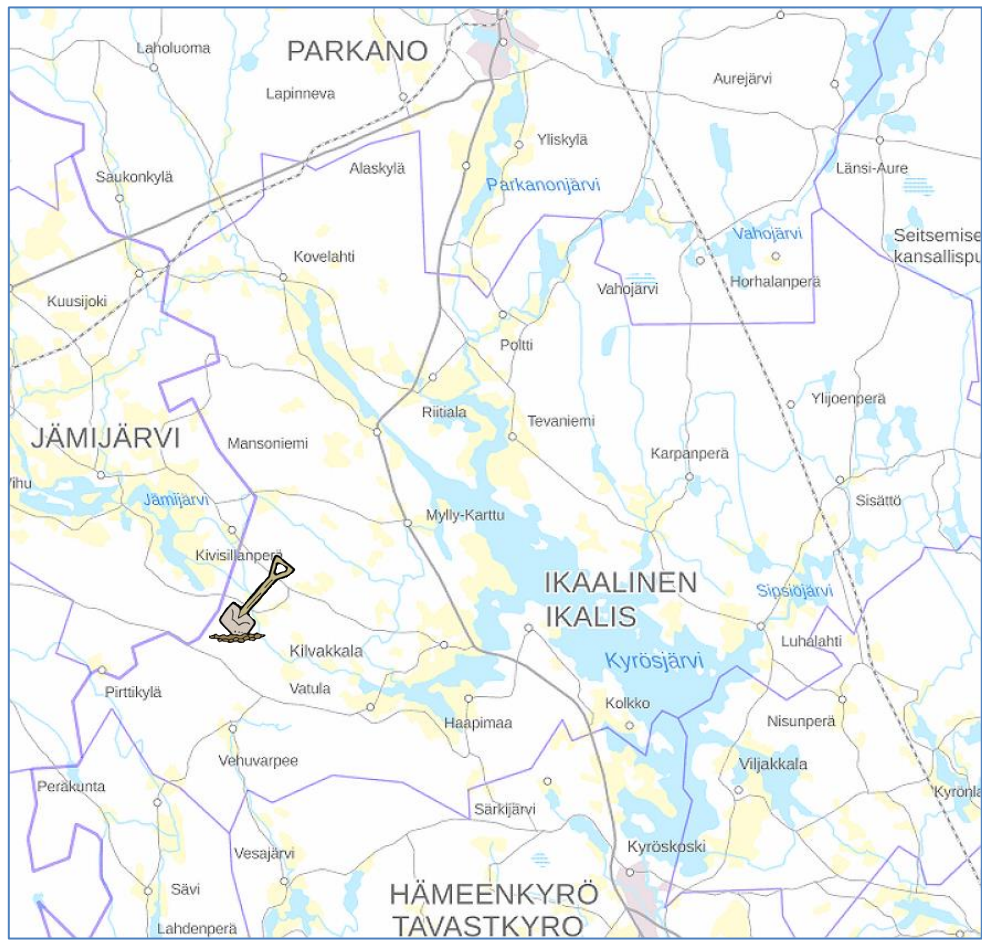 Laholuoma
PARKANO
Lapinneva
Aurejärvi
Yliskylä
Alaskylä
Saukonkylä
Parkanonjärvi
Länsi-Aure
Vahojärvi
Seitsemise
kansallispu
Kovelahti
Kuusijoki
Vahojärvi
Horhalanperä
Poltti
Riitiala
Tevaniemi
Ylijoenperä
JÄMIJÄRVI
Mansoniemi
Karpanperä
Jämijärvi
Sisättö
Mylly-Karttu
Kivisillanperä
IKAALINEN
IKALIS
Sipsiöjärvi
Luhalahti
Kilvakkala
Kyrösjärvi
Pirttikylä
Vatula
Kolkko
Haapimaa
Nisunperä
Vehuvarpee
Viljakkala
Peräkunta
Särkijärvi
Vesajärvi
Kyröskoski
Sävi
HÄMEENKYRÖ
TAVASTKYRO
Lahdenperä